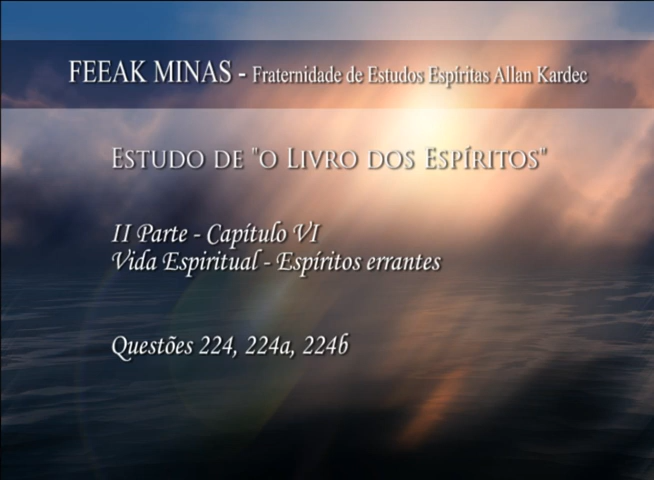 FEEAK MINAS - Fraternidade de Estudos Espíritas Allan Kardec
Estudo de "o Livro dos Espíritos"
II Parte - Capítulo VI
Vida Espiritual - Espíritos errantes
Questões 224, 224a, 224b